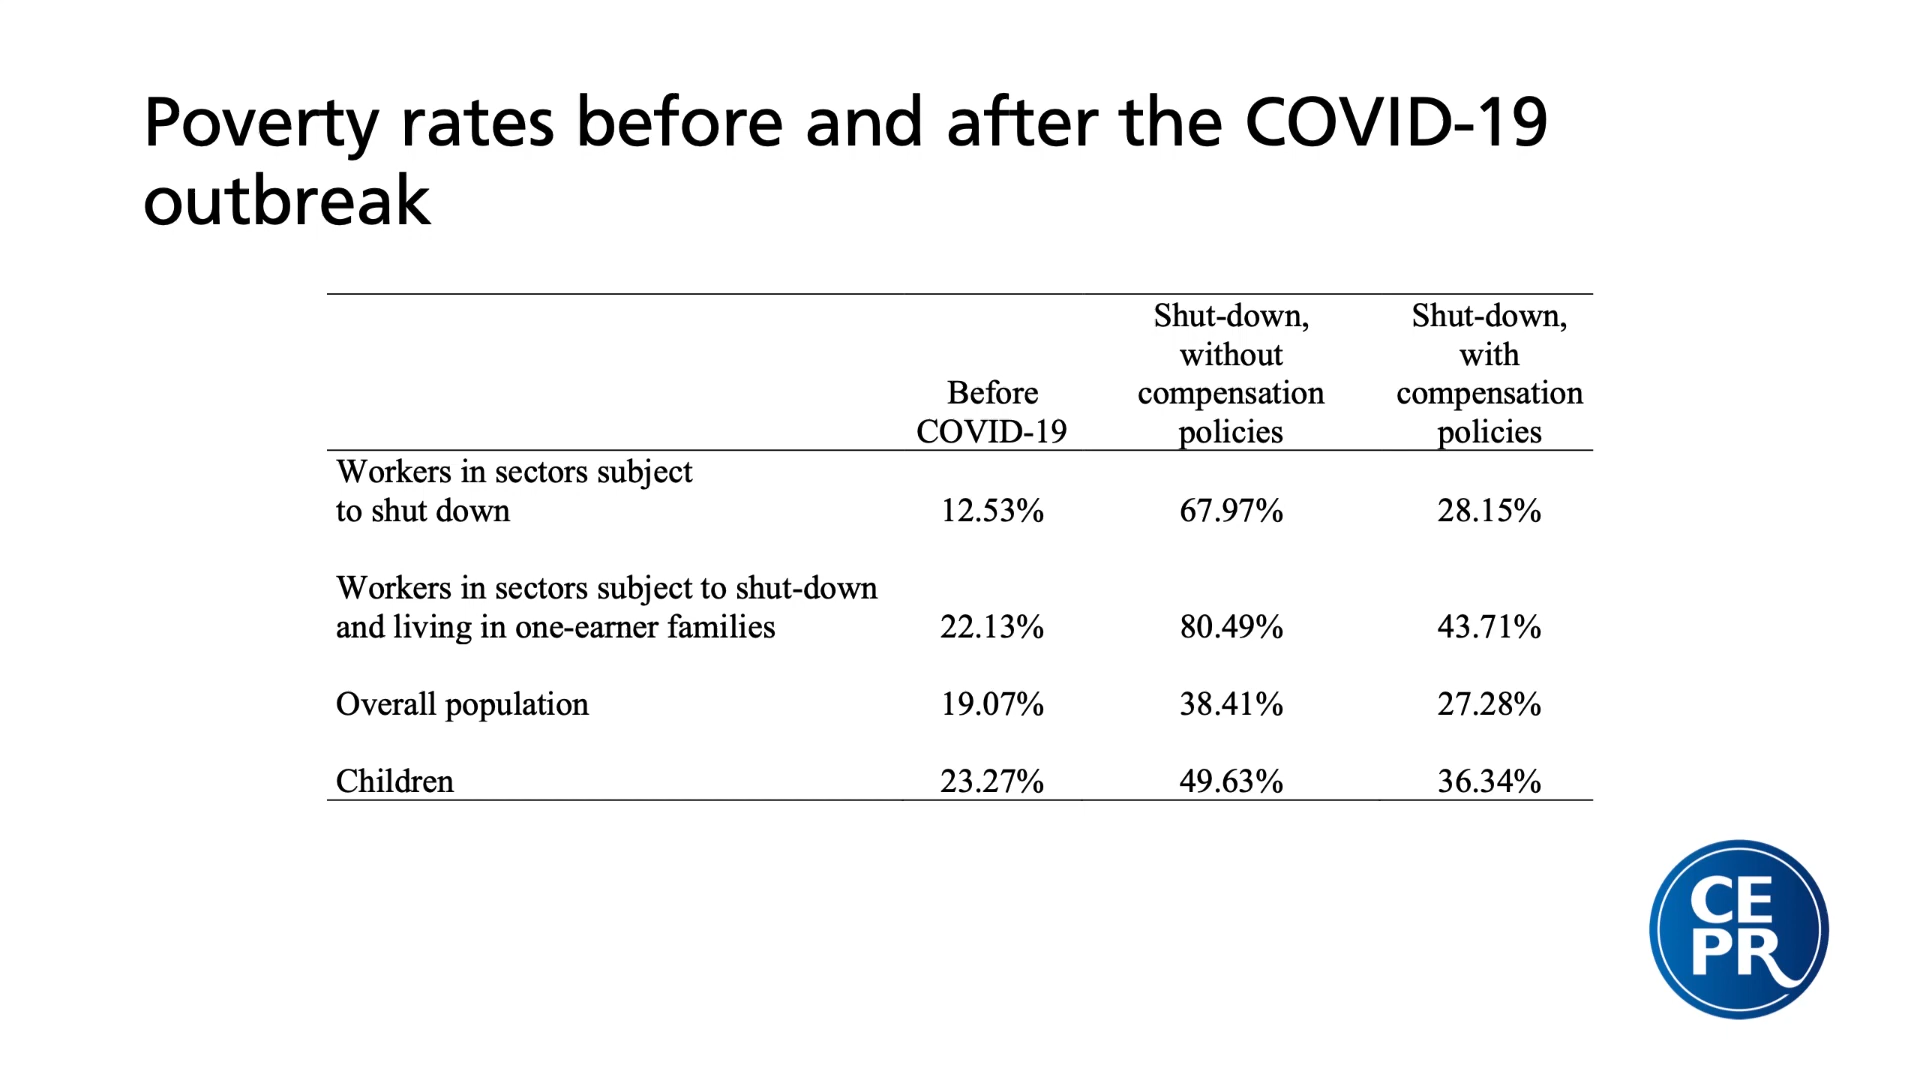 Poverty rates before and after the COVID-19
outbreak
Before
COVID-19
Shut-down,
without
compensation
policies
Shut-down,
with
compensation
policies
Workers in sectors subject
to shut down 12.53% 67.97% 28.15%
Workers in sectors subject to shut-down
and living in one-earner families 22.13% 80.49% 43.71%
Overall population 19.07% 38.41% 27.28%
Children 23.27% 49.63% 36.34%
CE
PR